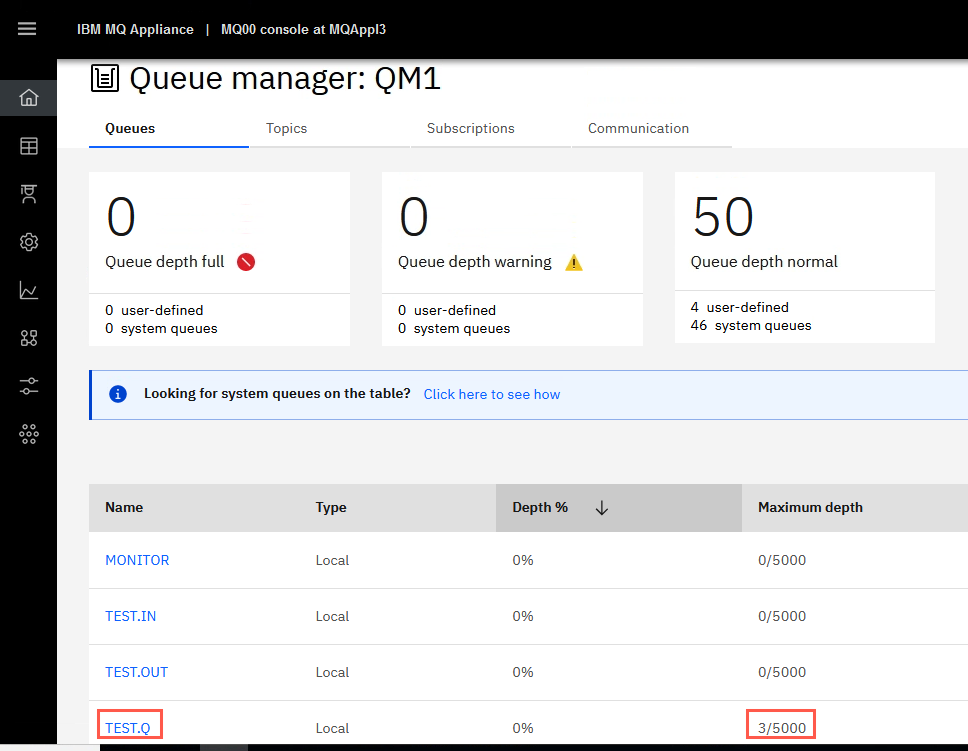 IBM MQ Appliance | MQ00 console at MQAppl3
Queue manager: QM1
Queues Topics Subscriptions Communication
0 0 50
Queue depth full Queue depth warning Queue depth normal
0 user-defined 0 user-defined 4 user-defined
0 system queues 0 system queues 46 system queues
Looking for system queues on the table? Click here to see how
Name Type Depth % Maximum depth
MONITOR Local 0% 0/5000
TEST.IN Local 0% 0/5000
TEST.OUT Local 0% 0/5000
TEST.Q Local 0% 3/5000